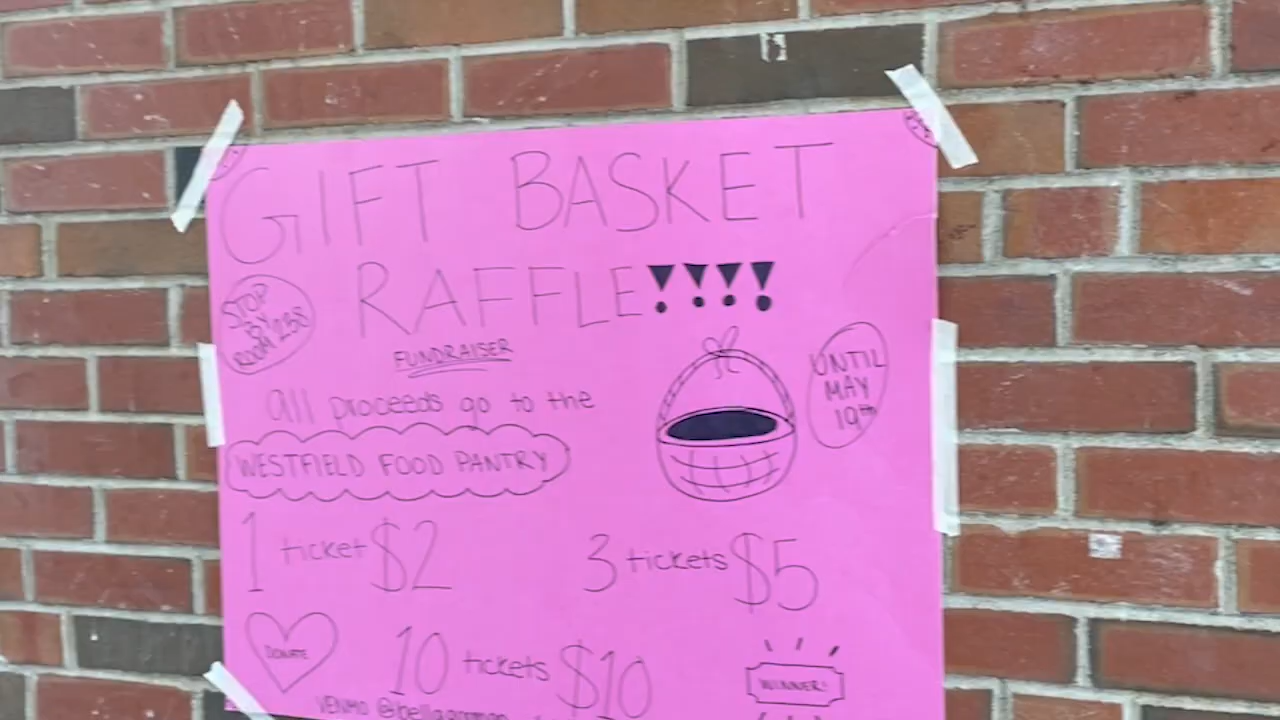 GIFT BASKET
RAFFLE!!!!
STOP
BY
ROOM 238
FUNDRAISER
UNTIL
MAY
19th
all proceeds go to the
WESTFIELD FOOD PANTRY
1 ticket $2
3 tickets $5
DONATE
10 tickets $10
WINNER!
VENMO